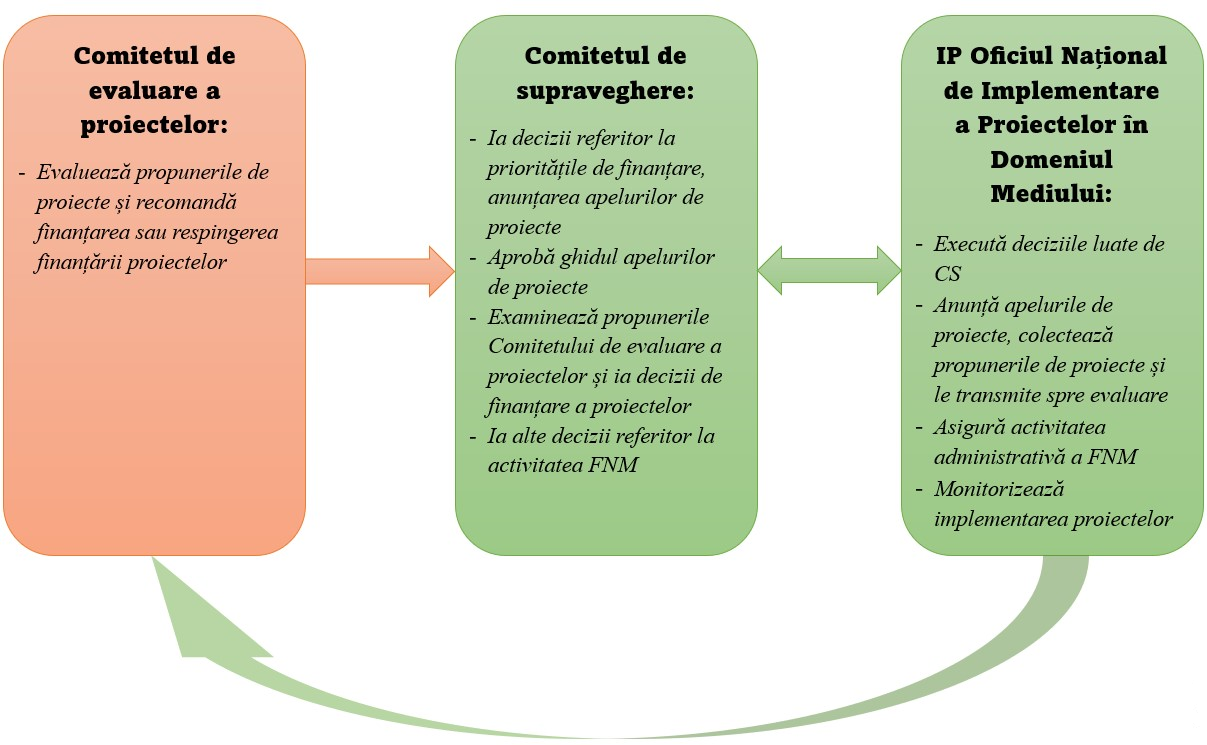 Comitetul de
evaluare a
proiectelor:
- Evaluează propunerile de
proiecte și recomandă
finanțarea sau respingerea
finanțării proiectelor
Comitetul de
supraveghere:
- Ia decizii referitor la
prioritățile de finanțare,
anunțarea apelurilor de
proiecte
- Aprobă ghidul apelurilor
de proiecte
- Examinează propunerile
Comitetului de evaluare a
proiectelor și ia decizii de
finanțare a proiectelor
- Ia alte decizii referitor la
activitatea FNM
IP Oficiul Național
de Implementare
a Proiectelor în
Domeniul
Mediului:
- Execută deciziile luate de
CS
- Anunță apelurile de
proiecte, colectează
propunerile de proiecte și
le transmite spre evaluare
- Asigură activitatea
administrativă a FNM
- Monitorizează
implementarea proiectelor